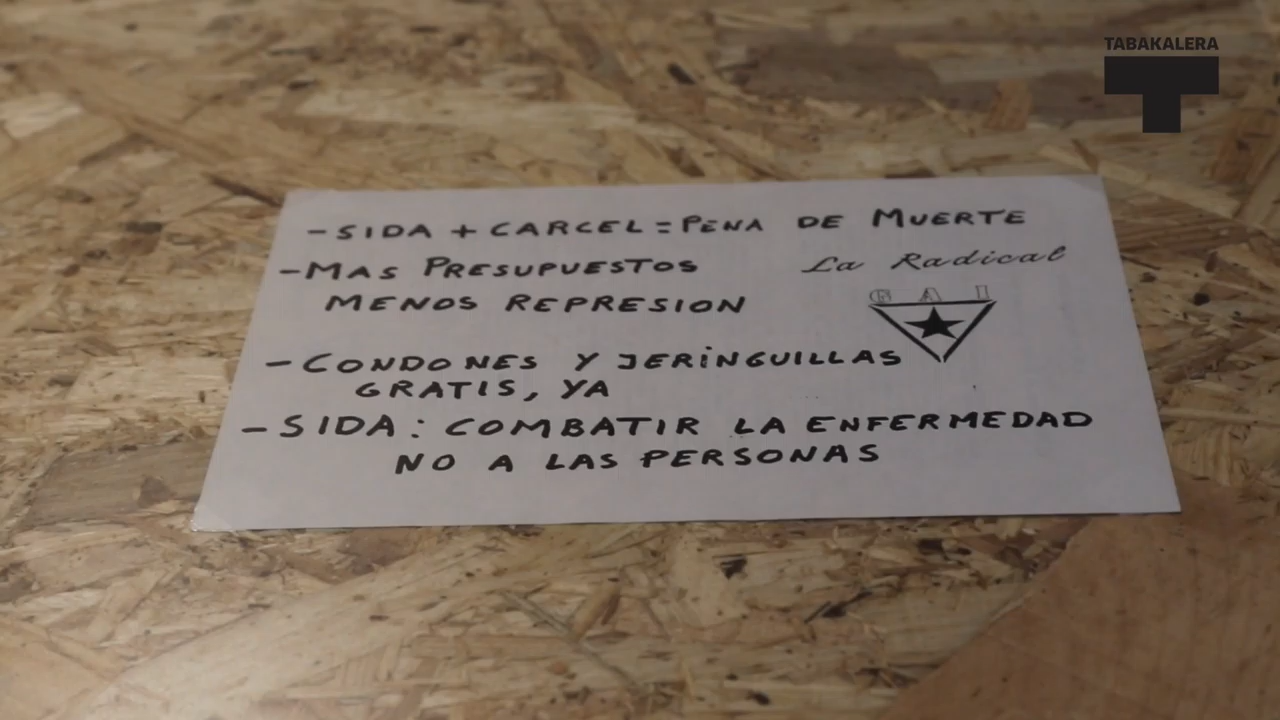 TABAKALERA
- SIDA + CARCEL = PENA DE MUERTE
- MAS PRESUPUESTOS
MENOS REPRESION
La Radical
GAI
- CONDONES Y JERINGUILLAS
GRATIS, YA
- SIDA: COMBATIR LA ENFERMEDAD
NO A LAS PERSONAS